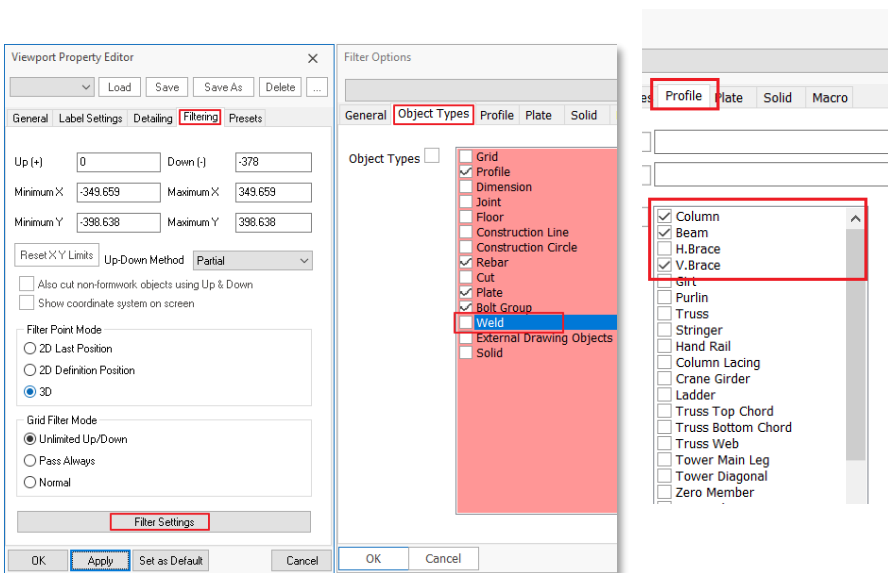 Viewport Property Editor
Load Save Save As Delete ...
General Label Settings Detailing Filtering Presets
Up (+) 0 Down (-) -378
Minimum X -349.659 Maximum X 349.659
Minimum Y -398.638 Maximum Y 398.638
Reset X Y Limits Up-Down Method Partial
Also cut non-formwork objects using Up & Down
Show coordinate system on screen
Filter Point Mode
2D Last Position
2D Definition Position
3D
Grid Filter Mode
Unlimited Up/Down
Pass Always
Normal
Filter Settings
OK Apply Set as Default Cancel
Filter Options
General Object Types Profile Plate Solid
Object Types
Grid
Profile
Dimension
Joint
Floor
Construction Line
Construction Circle
Rebar
Cut
Plate
Bolt Group
Weld
External Drawing Objects
Solid
OK Cancel
Profile Plate Solid Macro
Column
Beam
H.Brace
V.Brace
Girt
Purlin
Truss
Stringer
Hand Rail
Column Lacing
Crane Girder
Ladder
Truss Top Chord
Truss Bottom Chord
Truss Web
Tower Main Leg
Tower Diagonal
Zero Member